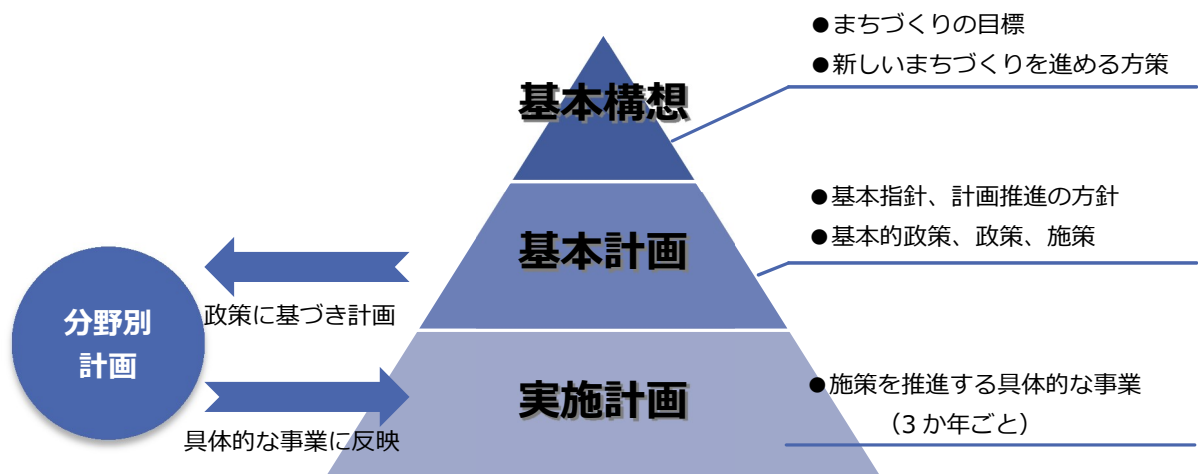 ●まちづくりの目標
●新しいまちづくりを進める方策
基本構想
●基本指針、計画推進の方針
●基本的政策、政策、施策
基本計画
政策に基づき計画
分野別
計画
●施策を推進する具体的な事業
（3 か年ごと）
実施計画
具体的な事業に反映